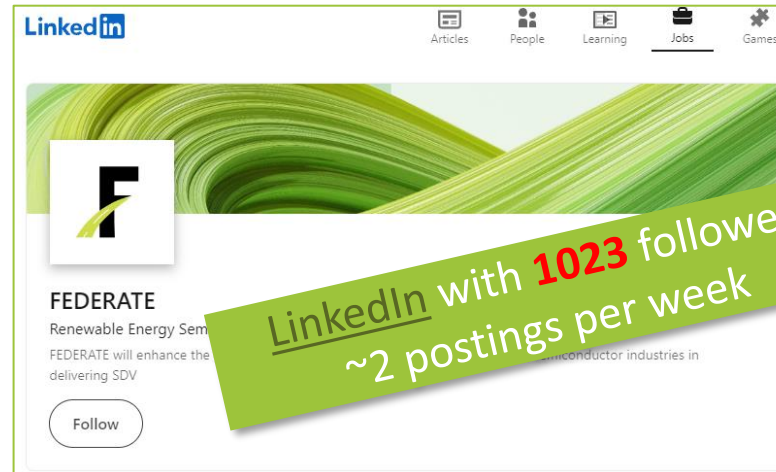 Linked in
Articles People Learning Jobs Games
F
FEDERATE
Renewable Energy Sem
FEDERATE will enhance the
miconductor industries in
delivering SDV
Follow
LinkedIn with 1023 followe
~2 postings per week